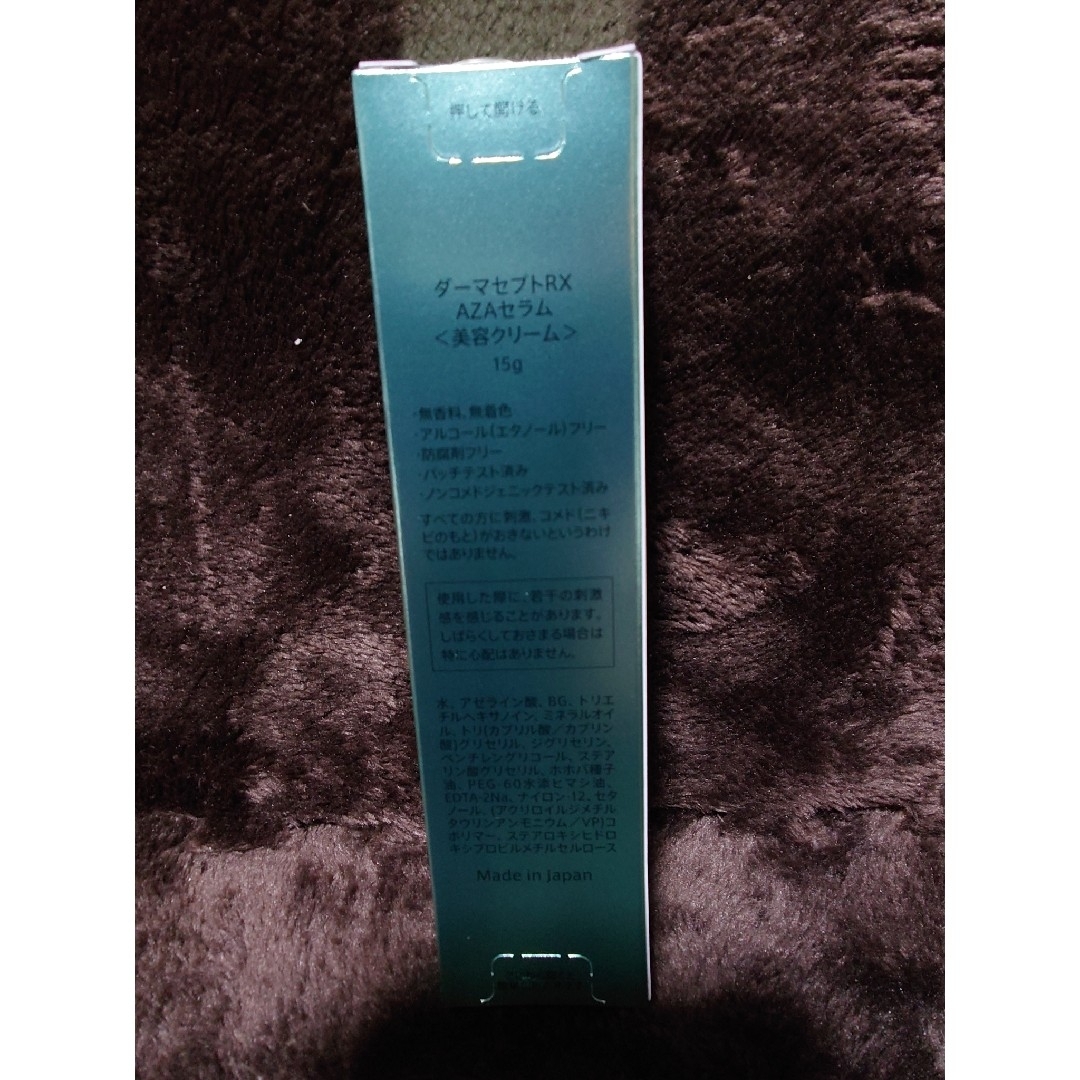 押して開ける
ダーマセプトRX
AZAセラム
＜美容クリーム＞
15g
・無香料、無着色
・アルコール(エタノール)フリー
・防腐剤フリー
・パッチテスト済み
・ノンコメドジェニックテスト済み
すべての方に刺激、コメド(ニキ
ビのもと)がおきないというわけ
ではありません。
使用した際に、若干の刺激
感を感じることがあります。
しばらくしておさまる場合は
特に心配はありません。
水、アゼライン酸、BG、トリエ
チルヘキサノイン、ミネラルオイ
ル、トリ(カプリル酸／カプリン
酸)グリセリル、ジグリセリン、
ペンチレングリコール、ステア
リン酸グリセリル、ホホバ種子
油、PEG-60水添ヒマシ油、
EDTA-2Na、ナイロン-12、セタ
ノール、(アクリロイルジメチル
タウリンアンモニウム／VP)コ
ポリマー、ステアロキシヒドロ
キシプロピルメチルセルロース
Made in Japan